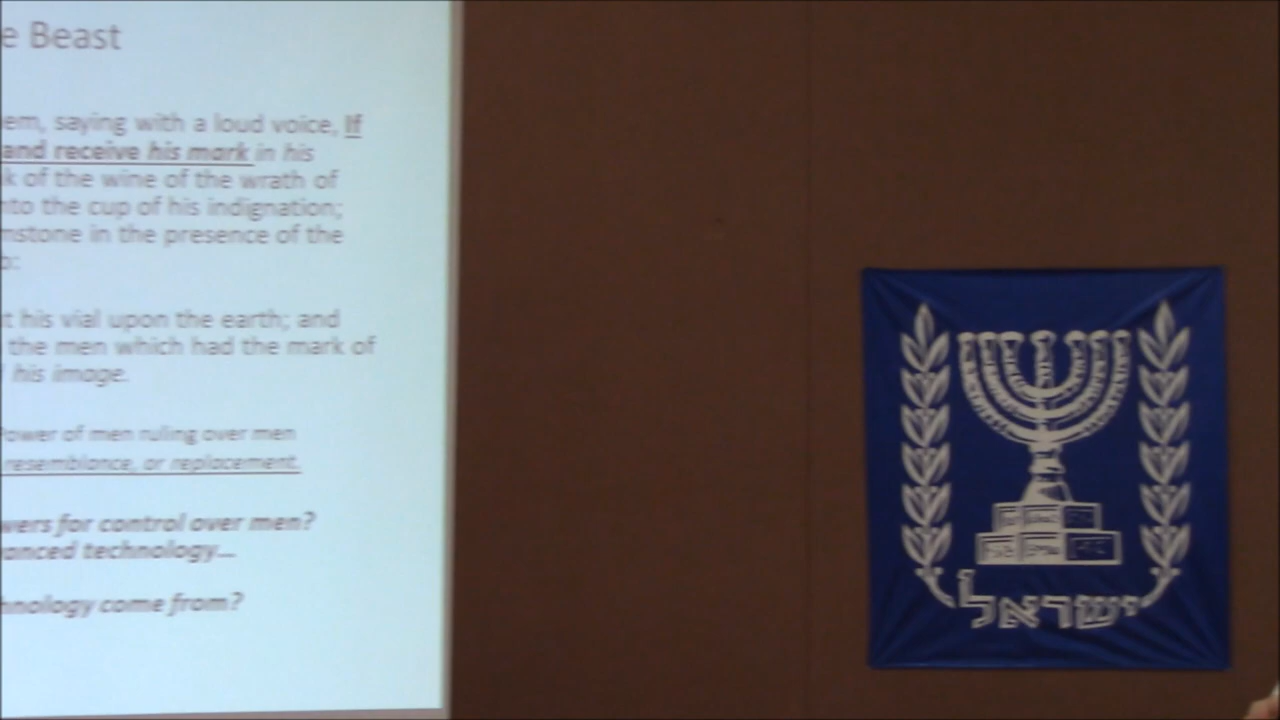 e Beast
em, saying with a loud voice, If
and receive his mark in his
k of the wine of the wrath of
nto the cup of his indignation;
mstone in the presence of the
b:
t his vial upon the earth; and
the men which had the mark of
his image.
Power of men ruling over men
resemblance, or replacement.
wers for control over men?
anced technology...
hnology come from?
ישראל